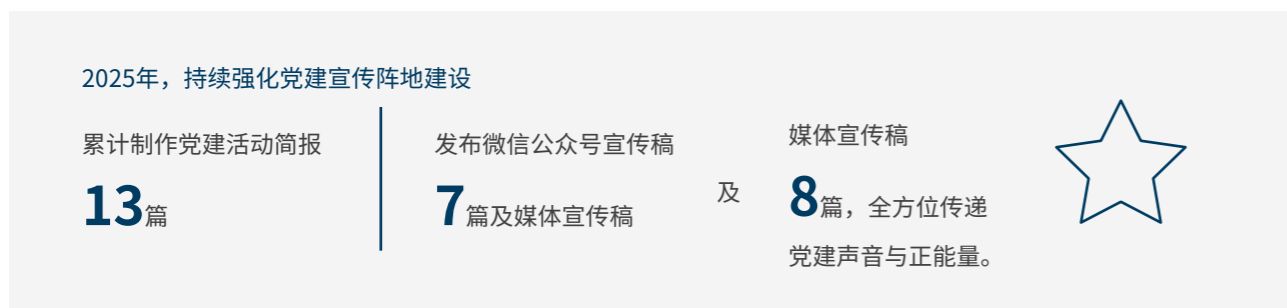 2025年，持续强化党建宣传阵地建设
累计制作党建活动简报
13篇
发布微信公众号宣传稿
7篇及媒体宣传稿
及
媒体宣传稿
8篇，全方位传递
党建声音与正能量。